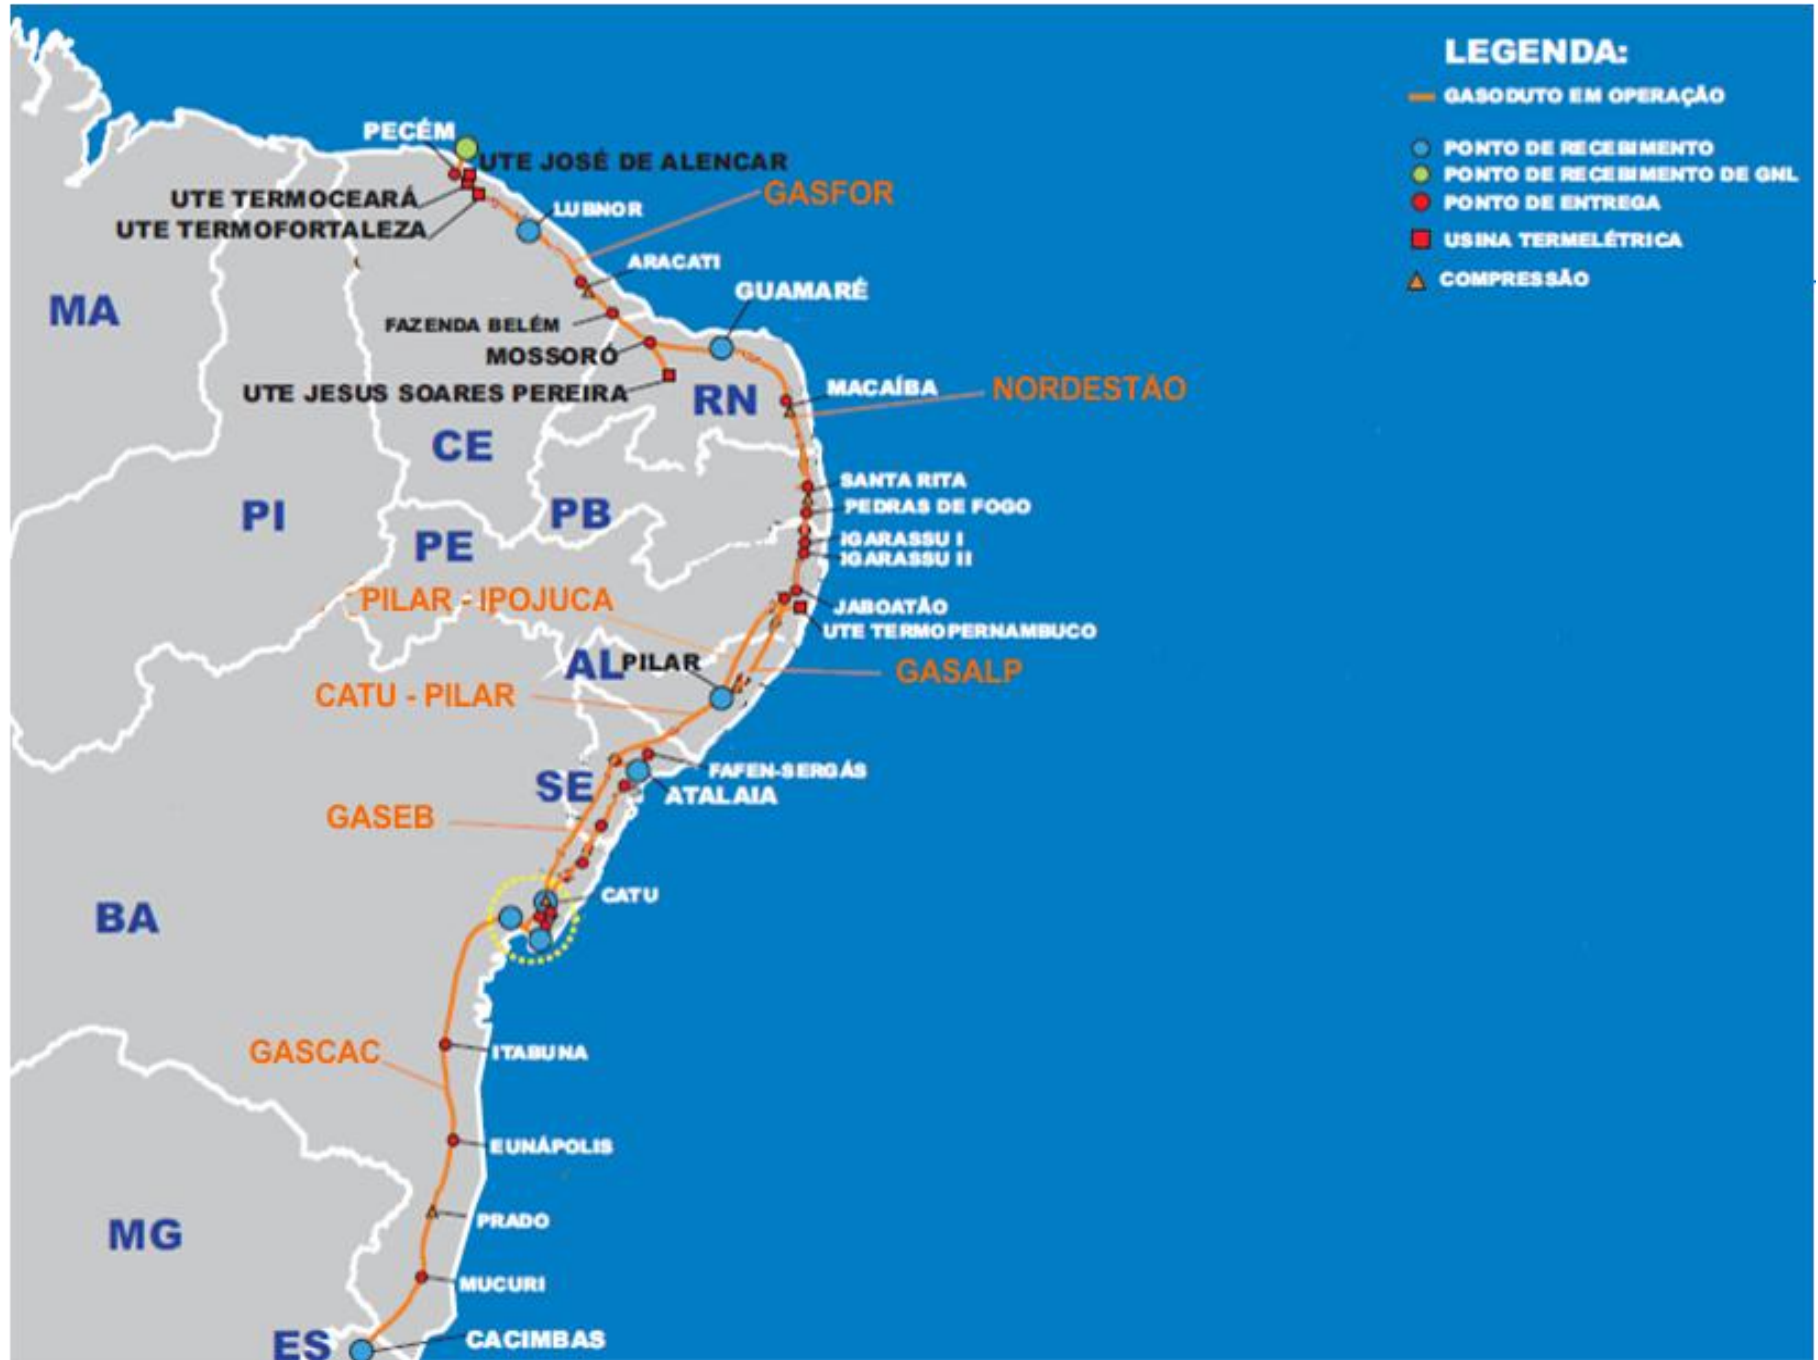 LEGENDA:
GASODUTO EM OPERAÇÃO
PONTO DE RECEBIMENTO
PONTO DE RECEBIMENTO DE GNL
PONTO DE ENTREGA
USINA TERMELÉTRICA
COMPRESSÃO
PECÉM
UTE JOSÉ DE ALENCAR
UTE TERMOCEARÁ
GASFOR
LUBNOR
UTE TERMOFORTALEZA
ARACATI
GUAMARÉ
MA
FAZENDA BELÉM
MOSSORÓ
UTE JESUS SOARES PEREIRA
RN
MACAÍBA
NORDESTÃO
CE
SANTA RITA
PEDRAS DE FOGO
PI
PB
PE
IGARASSU I
IGARASSU II
PILAR - IPOJUCA
JABOATÃO
UTE TERMOPERNAMBUCO
AL
PILAR
GASALP
CATU - PILAR
FAFEN-SERGÁS
SE
ATALAIA
GASEB
CATU
BA
ITABUNA
GASCAC
EUNÁPOLIS
PRADO
MG
MUCURI
ES
CACIMBAS